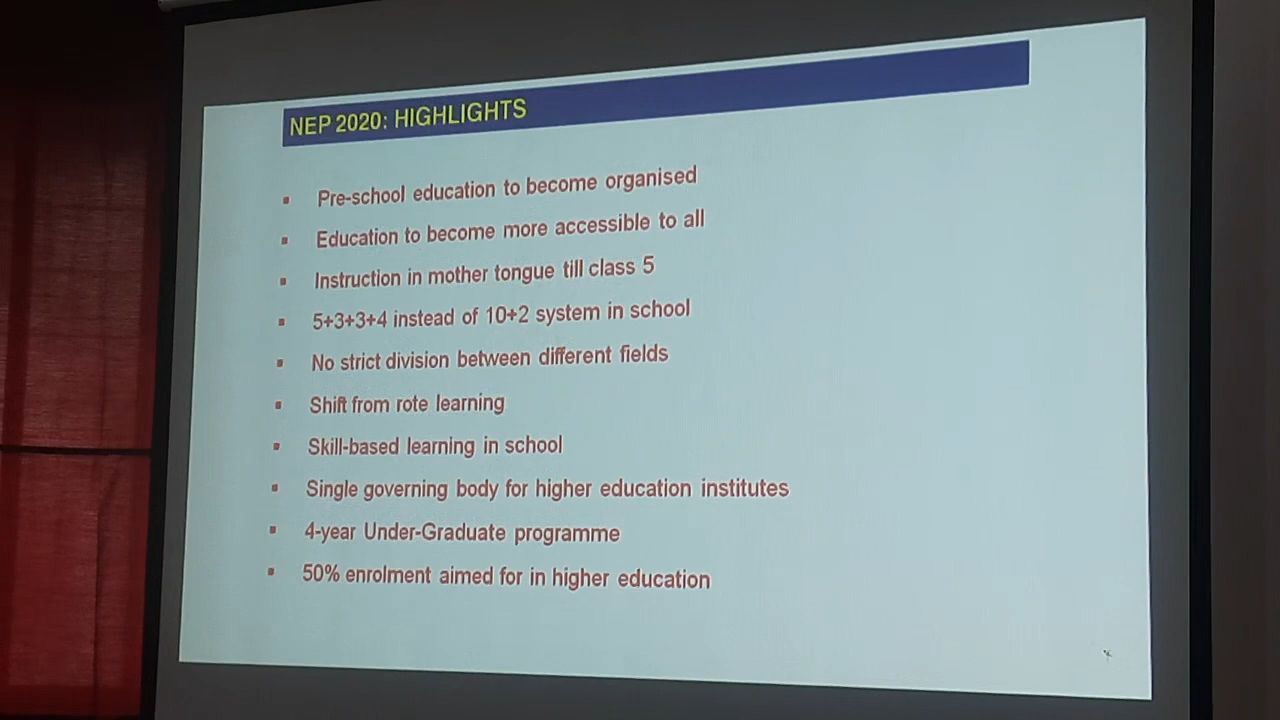 NEP 2020: HIGHLIGHTS
Pre-school education to become organised
Education to become more accessible to all
Instruction in mother tongue till class 5
5+3+3+4 instead of 10+2 system in school
No strict division between different fields
Shift from rote learning
Skill-based learning in school
Single governing body for higher education institutes
4-year Under-Graduate programme
50% enrolment aimed for in higher education